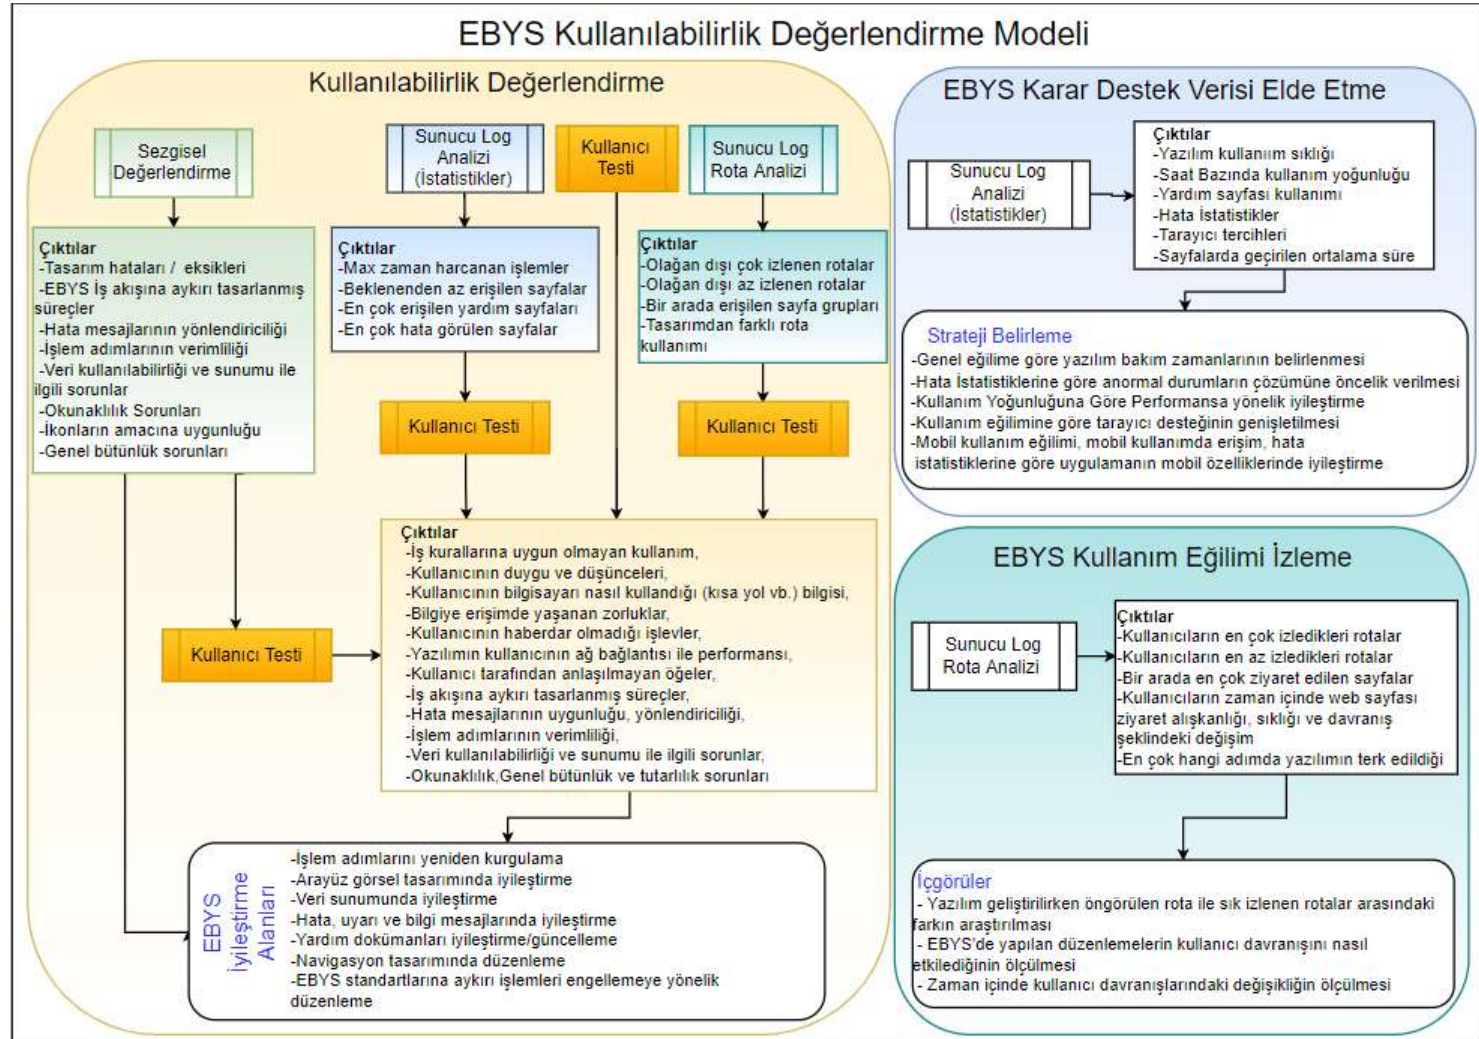 EBYS Kullanılabilirlik Değerlendirme Modeli
Kullanılabilirlik Değerlendirme
Sezgisel
Değerlendirme
Sunucu Log
Analizi
(İstatistikler)
Kullanıcı
Testi
Sunucu Log
Rota Analizi
Çıktılar
-Tasarım hataları / eksikleri
-EBYS İş akışına aykırı tasarlanmış
süreçler
-Hata mesajlarının yönlendiriciliği
-İşlem adımlarının verimliliği
-Veri kullanılabilirliği ve sunumu ile
ilgili sorunlar
-Okunaklılık Sorunları
-İkonların amacına uygunluğu
-Genel bütünlük sorunları
Çıktılar
-Max zaman harcanan işlemler
-Beklenenden az erişilen sayfalar
-En çok erişilen yardım sayfaları
-En çok hata görülen sayfalar
Çıktılar
-Olağan dışı çok izlenen rotalar
-Olağan dışı az izlenen rotalar
-Bir arada erişilen sayfa grupları
-Tasarımdan farklı rota
kullanımı
Kullanıcı Testi
Kullanıcı Testi
Kullanıcı Testi
Çıktılar
-İş kurallarına uygun olmayan kullanım,
-Kullanıcının duygu ve düşünceleri,
-Kullanıcının bilgisayarı nasıl kullandığı (kısa yol vb.) bilgisi,
-Bilgiye erişimde yaşanan zorluklar,
-Kullanıcının haberdar olmadığı işlevler,
-Yazılımın kullanıcının ağ bağlantısı ile performansı,
-Kullanıcı tarafından anlaşılmayan öğeler,
-İş akışına aykırı tasarlanmış süreçler,
-Hata mesajlarının uygunluğu, yönlendiriciliği,
-İşlem adımlarının verimliliği,
-Veri kullanılabilirliği ve sunumu ile ilgili sorunlar,
-Okunaklılık,Genel bütünlük ve tutarlılık sorunları
EBYS
İyileştirme
Alanları
-İşlem adımlarını yeniden kurgulama
-Arayüz görsel tasarımında iyileştirme
-Veri sunumunda iyileştirme
-Hata, uyarı ve bilgi mesajlarında iyileştirme
-Yardım dokümanları iyileştirme/güncelleme
-Navigasyon tasarımında düzenleme
-EBYS standartlarına aykırı işlemleri engellemeye yönelik
düzenleme
EBYS Karar Destek Verisi Elde Etme
Sunucu Log
Analizi
(İstatistikler)
Çıktılar
-Yazılım kullanıım sıklığı
-Saat Bazında kullanım yoğunluğu
-Yardım sayfası kullanımı
-Hata İstatistikler
-Tarayıcı tercihleri
-Sayfalarda geçirilen ortalama süre
Strateji Belirleme
-Genel eğilime göre yazılım bakım zamanlarının belirlenmesi
-Hata İstatistiklerine göre anormal durumların çözümüne öncelik verilmesi
-Kullanım Yoğunluğuna Göre Performansa yönelik iyileştirme
-Kullanım eğilimine göre tarayıcı desteğinin genişletilmesi
-Mobil kullanım eğilimi, mobil kullanımda erişim, hata
istatistiklerine göre uygulamanın mobil özelliklerinde iyileştirme
EBYS Kullanım Eğilimi İzleme
Sunucu Log
Rota Analizi
Çıktılar
-Kullanıcıların en çok izledikleri rotalar
-Kullanıcıların en az izledikleri rotalar
-Bir arada en çok ziyaret edilen sayfalar
-Kullanıcıların zaman içinde web sayfası
ziyaret alışkanlığı, sıklığı ve davranış
şeklindeki değişim
-En çok hangi adımda yazılımın terk edildiği
İçgörüler
- Yazılım geliştirilirken öngörülen rota ile sık izlenen rotalar arasındaki
farkın araştırılması
- EBYS'de yapılan düzenlemelerin kullanıcı davranışını nasıl
etkilediğinin ölçülmesi
- Zaman içinde kullanıcı davranışlarındaki değişikliğin ölçülmesi